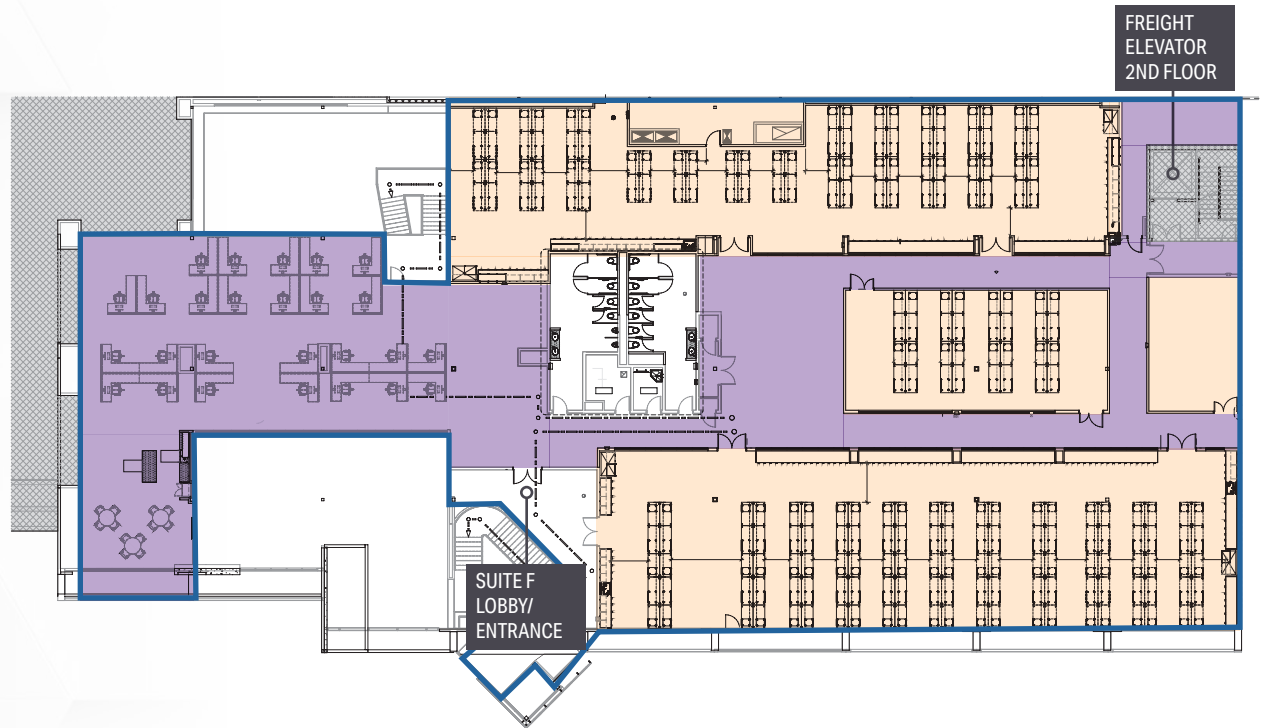 FREIGHT
ELEVATOR
2ND FLOOR
SUITE F
LOBBY/
ENTRANCE